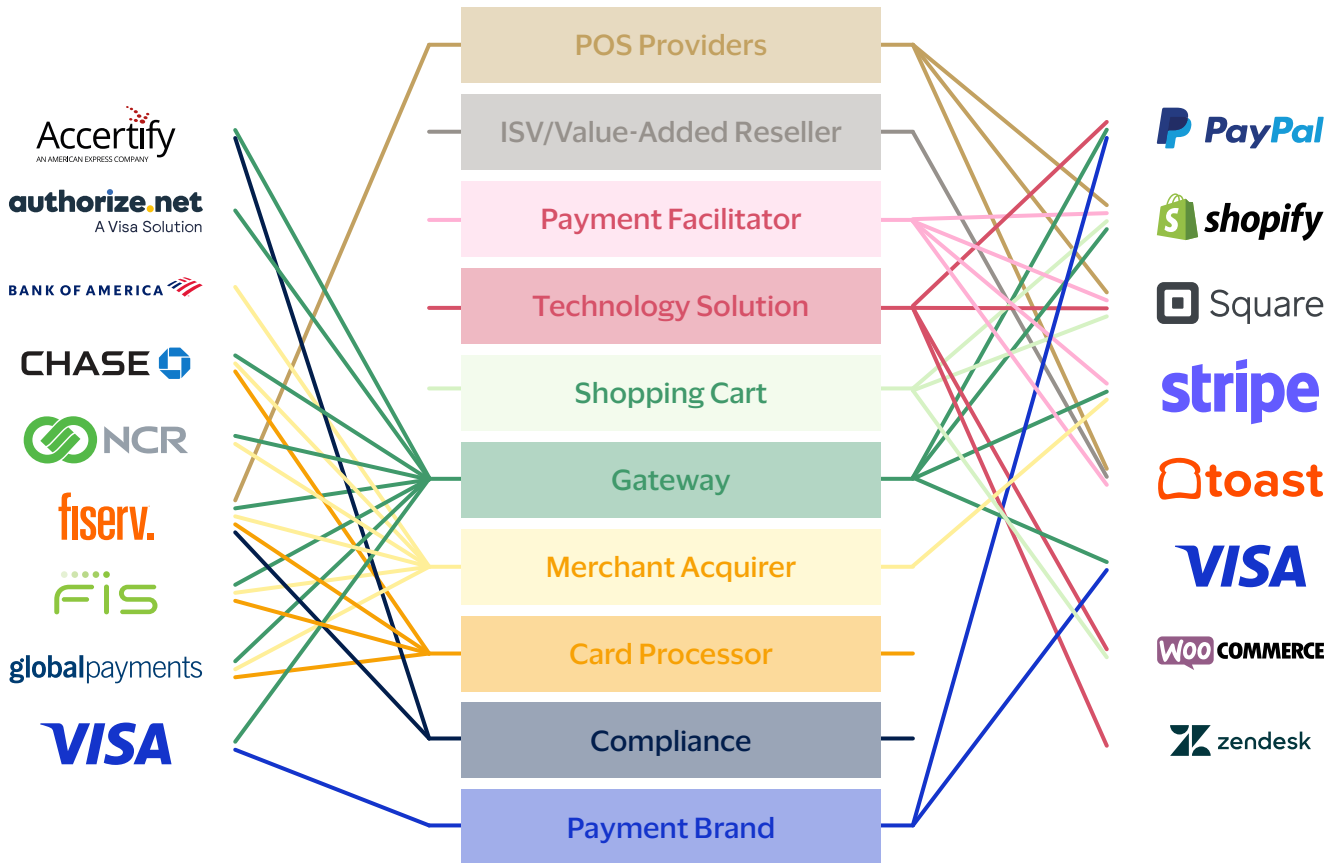 Accertify
AN AMERICAN EXPRESS COMPANY
authorize.net
A Visa Solution
BANK OF AMERICA
CHASE
NCR
fiserv.
FIS
globalpayments
VISA
POS Providers
ISV/Value-Added Reseller
Payment Facilitator
Technology Solution
Shopping Cart
Gateway
Merchant Acquirer
Card Processor
Compliance
Payment Brand
PayPal
S shopify
Square
stripe
toast
VISA
WOO COMMERCE
zendesk